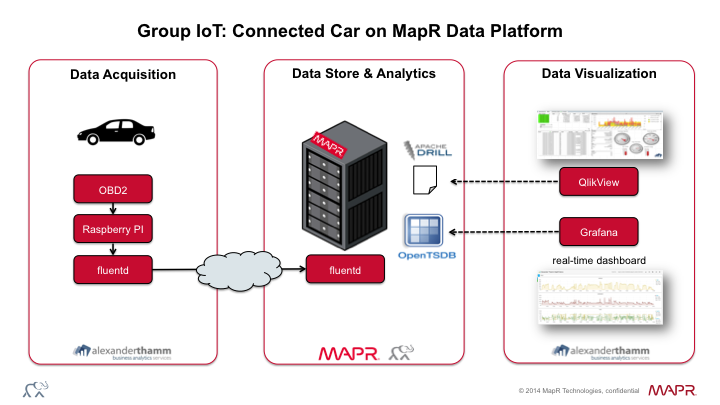 Group IoT: Connected Car on MapR Data Platform
Data Acquisition
OBD2
Raspberry PI
fluentd
alexanderthamm
business analytics services
Data Store & Analytics
MAPR
APACHE
DRILL
OpenTSDB
fluentd
MAPR
Data Visualization
QlikView
Grafana
real-time dashboard
alexanderthamm
business analytics services
© 2014 MapR Technologies, confidential
MAPR